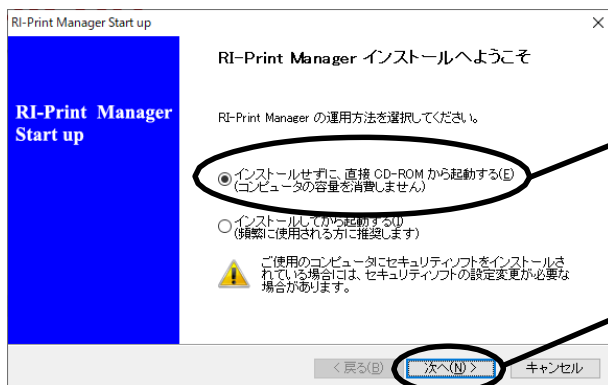 RI-Print Manager Start up
RI-Print Manager インストールへようこそ
RI-Print Manager
Start up
RI-Print Manager の運用方法を選択してください。
インストールせずに、直接 CD-ROM から起動する(E)
(コンピュータの容量を消費しません)
インストールしてから起動する(I)
(頻繁に使用される方に推奨します)
ご使用のコンピュータにセキュリティソフトをインストールさ
れている場合には、セキュリティソフトの設定変更が必要な
場合があります。
< 戻る(B)
次へ(N) >
キャンセル